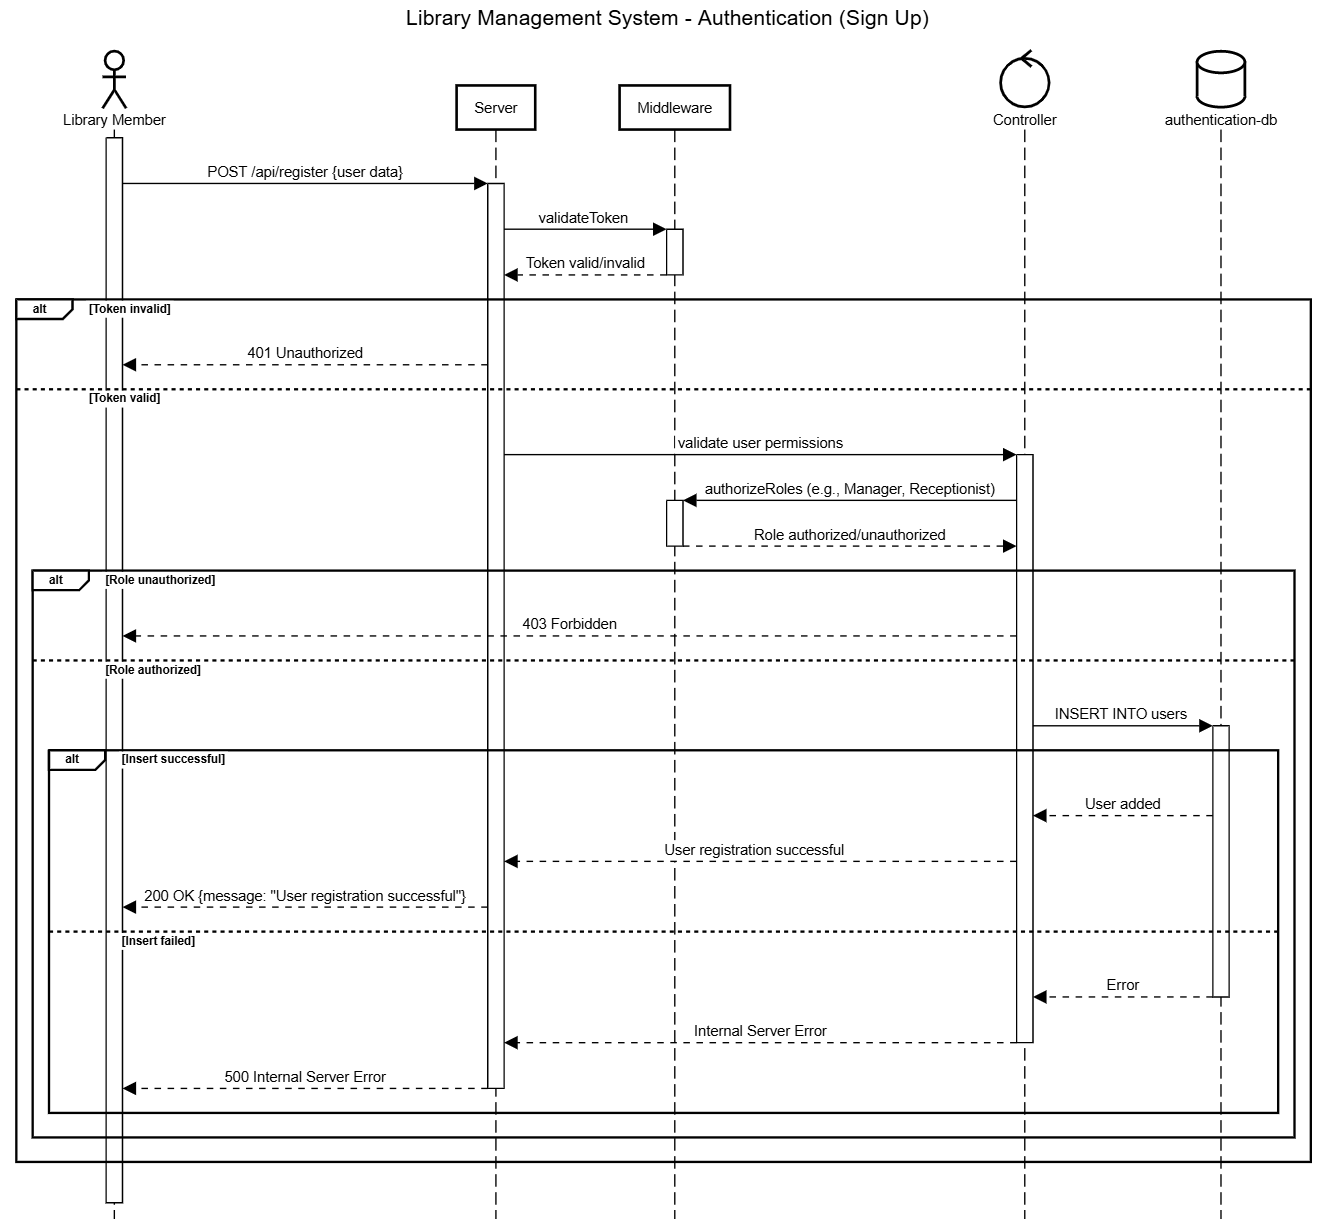 Library Management System - Authentication (Sign Up)
Library Member
Server
Middleware
Controller
authentication-db
POST /api/register {user data}
validateToken
Token valid/invalid
alt
[Token invalid]
401 Unauthorized
[Token valid]
validate user permissions
authorizeRoles (e.g., Manager, Receptionist)
Role authorized/unauthorized
alt
[Role unauthorized]
403 Forbidden
[Role authorized]
INSERT INTO users
alt
[Insert successful]
User added
User registration successful
200 OK {message: "User registration successful"}
[Insert failed]
Error
Internal Server Error
500 Internal Server Error